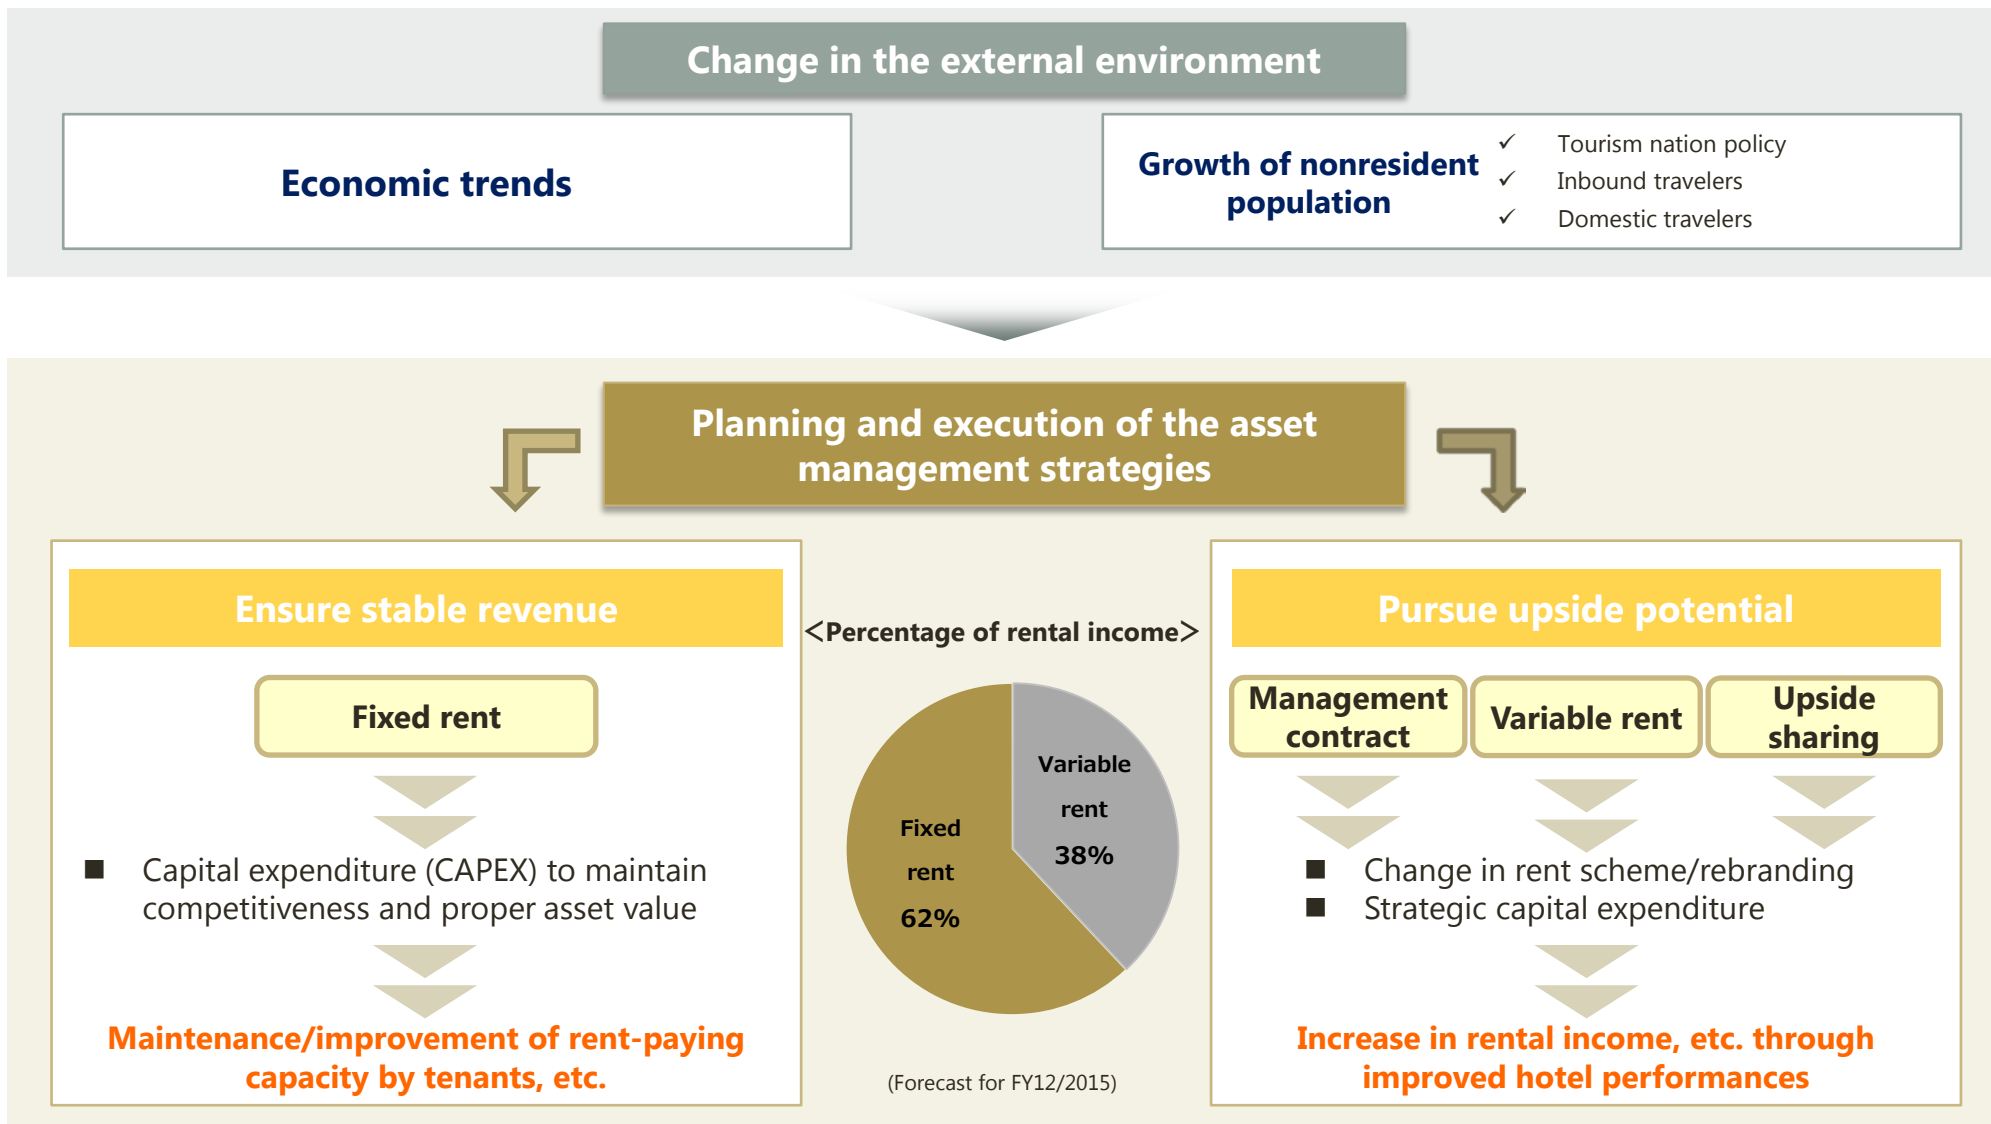 Change in the external environment
Economic trends
Growth of nonresident
population
✓ Tourism nation policy
✓ Inbound travelers
✓ Domestic travelers
Planning and execution of the asset
management strategies
Ensure stable revenue
Fixed rent
■ Capital expenditure (CAPEX) to maintain
competitiveness and proper asset value
Maintenance/improvement of rent-paying
capacity by tenants, etc.
<Percentage of rental income>
Variable
rent
38%
Fixed
rent
62%
(Forecast for FY12/2015)
Pursue upside potential
Management
contract
Variable rent
Upside
sharing
■ Change in rent scheme/rebranding
■ Strategic capital expenditure
Increase in rental income, etc. through
improved hotel performances